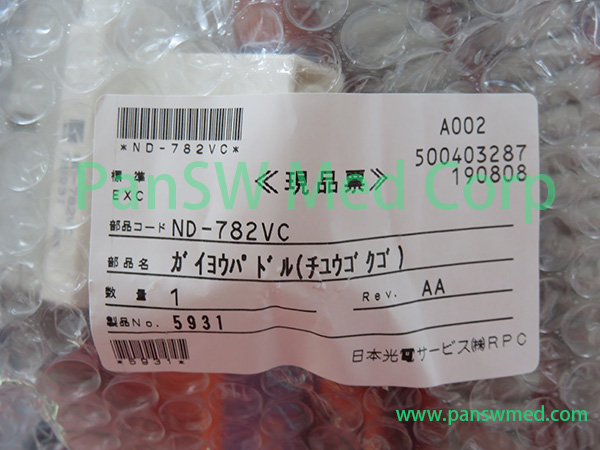 *ND-782VC*
A002
500403287
190808
標準
EXC
≪現品票≫
PanSW Med Corp
部品コード ND-782VC
部品名 ｶﾞｲﾖｳﾊﾟﾄﾞﾙ(ﾁﾕｳｺﾞｸｺﾞ)
数量 1
Rev. AA
製品No. 5931
*5931*
日本光電サービス㈱RPC
www.panswmed.com